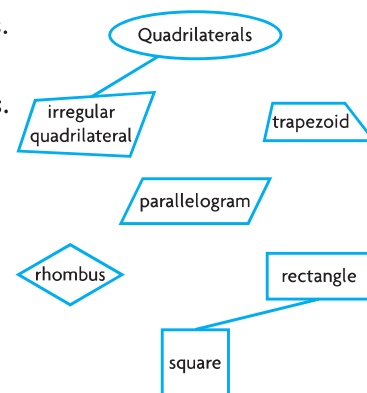 Quadrilaterals
irregular
quadrilateral
trapezoid
parallelogram
rhombus
rectangle
square